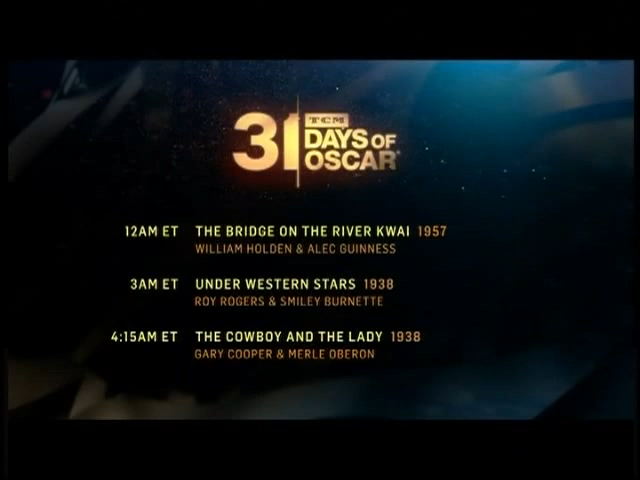 31 TCM
DAYS OF
OSCAR®
12AM ET THE BRIDGE ON THE RIVER KWAI 1957
WILLIAM HOLDEN & ALEC GUINNESS
3AM ET UNDER WESTERN STARS 1938
ROY ROGERS & SMILEY BURNETTE
4:15AM ET THE COWBOY AND THE LADY 1938
GARY COOPER & MERLE OBERON